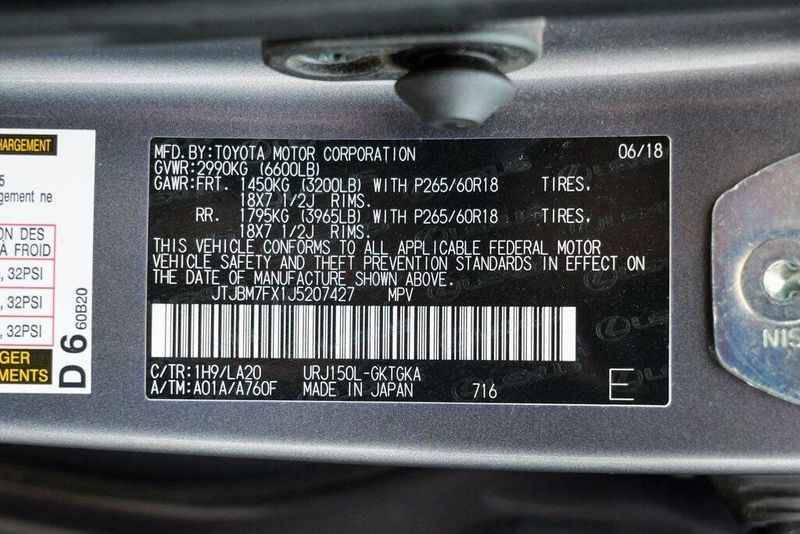 HARGEMENT
gement ne
ON DES
À FROID
, 32PSI
, 32PSI
, 32PSI
GER
MENTS
D 6 60B20
MFD.BY:TOYOTA MOTOR CORPORATION 06/18
GVWR:2990KG (6600LB)
GAWR:FRT. 1450KG (3200LB) WITH P265/60R18 TIRES.
18X7 1/2J RIMS.
RR. 1795KG (3965LB) WITH P265/60R18 TIRES.
18X7 1/2J RIMS.
THIS VEHICLE CONFORMS TO ALL APPLICABLE FEDERAL MOTOR
VEHICLE SAFETY AND THEFT PREVENTION STANDARDS IN EFFECT ON
THE DATE OF MANUFACTURE SHOWN ABOVE.
JTJBM7FX1J5207427 MPV
C/TR:1H9/LA20 URJ150L-GKTGKA
A/TM:A01A/A760F MADE IN JAPAN 716 E
LEXUS
NIS